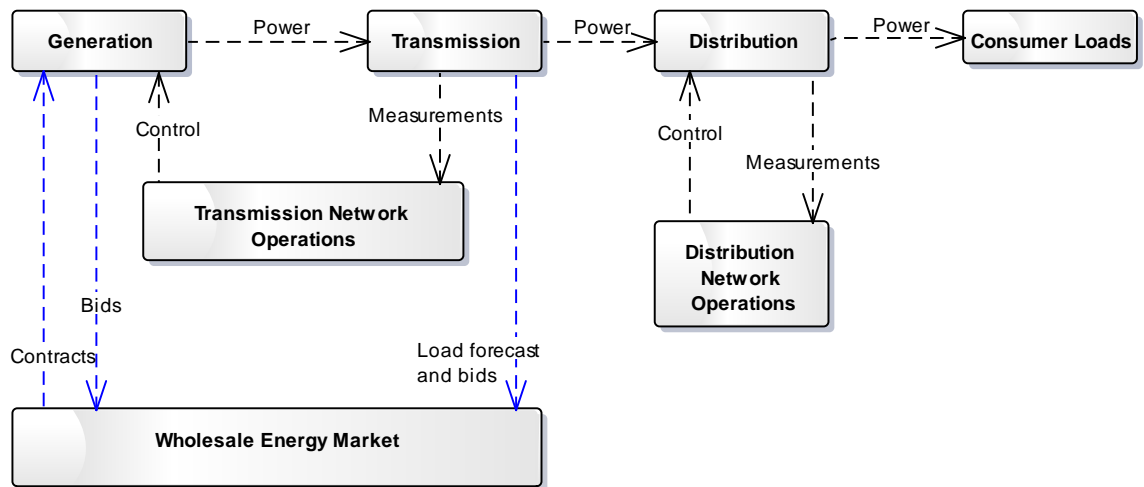 Generation
Power
Transmission
Power
Distribution
Power
Consumer Loads
Control
Measurements
Control
Measurements
Transmission Network
Operations
Distribution
Network
Operations
Bids
Contracts
Load forecast
and bids
Wholesale Energy Market